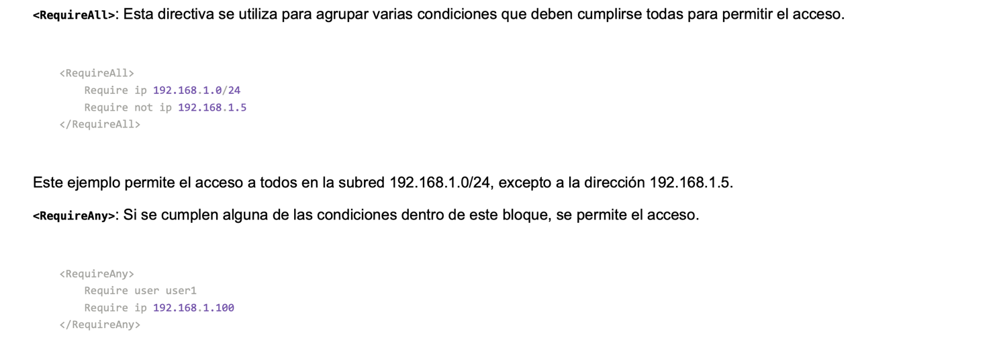 <RequireAll>: Esta directiva se utiliza para agrupar varias condiciones que deben cumplirse todas para permitir el acceso.
<RequireAll>
    Require ip 192.168.1.0/24
    Require not ip 192.168.1.5
</RequireAll>
Este ejemplo permite el acceso a todos en la subred 192.168.1.0/24, excepto a la dirección 192.168.1.5.
<RequireAny>: Si se cumplen alguna de las condiciones dentro de este bloque, se permite el acceso.
<RequireAny>
    Require user user1
    Require ip 192.168.1.100
</RequireAny>